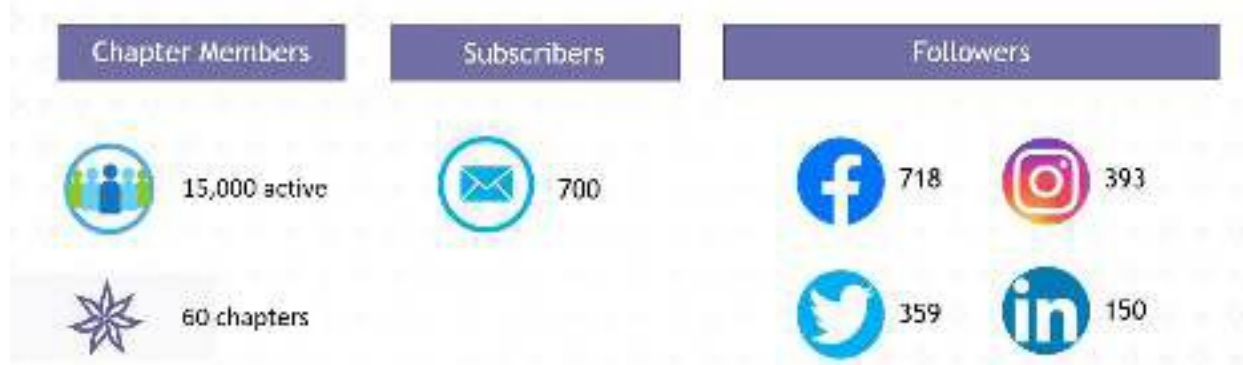 Chapter Members
Subscribers
Followers
15,000 active
700
718
393
60 chapters
359
150